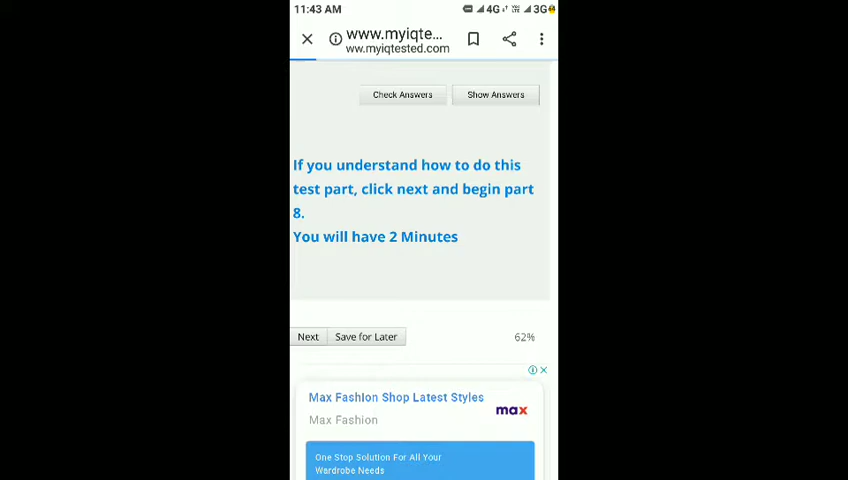 11:43 AM 4G 3G
www.myiqte...
ww.myiqtested.com
Check Answers Show Answers
If you understand how to do this
test part, click next and begin part
8.
You will have 2 Minutes
Next Save for Later 62%
Max Fashion Shop Latest Styles
max
Max Fashion
One Stop Solution For All Your
Wardrobe Needs